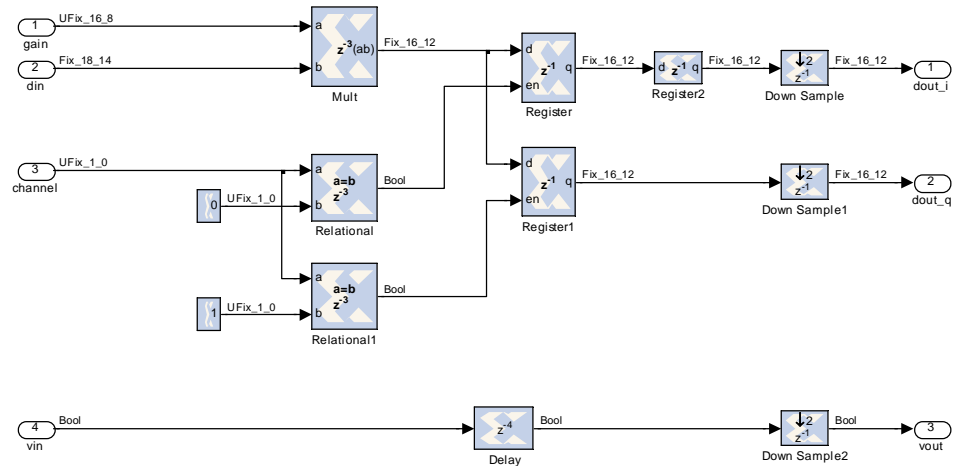 1
gain
UFix_16_8
2
din
Fix_18_14
a
b
z⁻³(ab)
Mult
Fix_16_12
d
en
z⁻¹
q
Register
Fix_16_12
d
z⁻¹
q
Register2
Fix_16_12
↓2
z⁻¹
Down Sample
Fix_16_12
1
dout_i
3
channel
UFix_1_0
0
UFix_1_0
a
b
a=b
z⁻³
Relational
Bool
d
en
z⁻¹
q
Register1
Fix_16_12
↓2
z⁻¹
Down Sample1
Fix_16_12
2
dout_q
1
UFix_1_0
a
b
a=b
z⁻³
Relational1
Bool
4
vin
Bool
z⁻⁴
Delay
Bool
↓2
z⁻¹
Down Sample2
Bool
3
vout